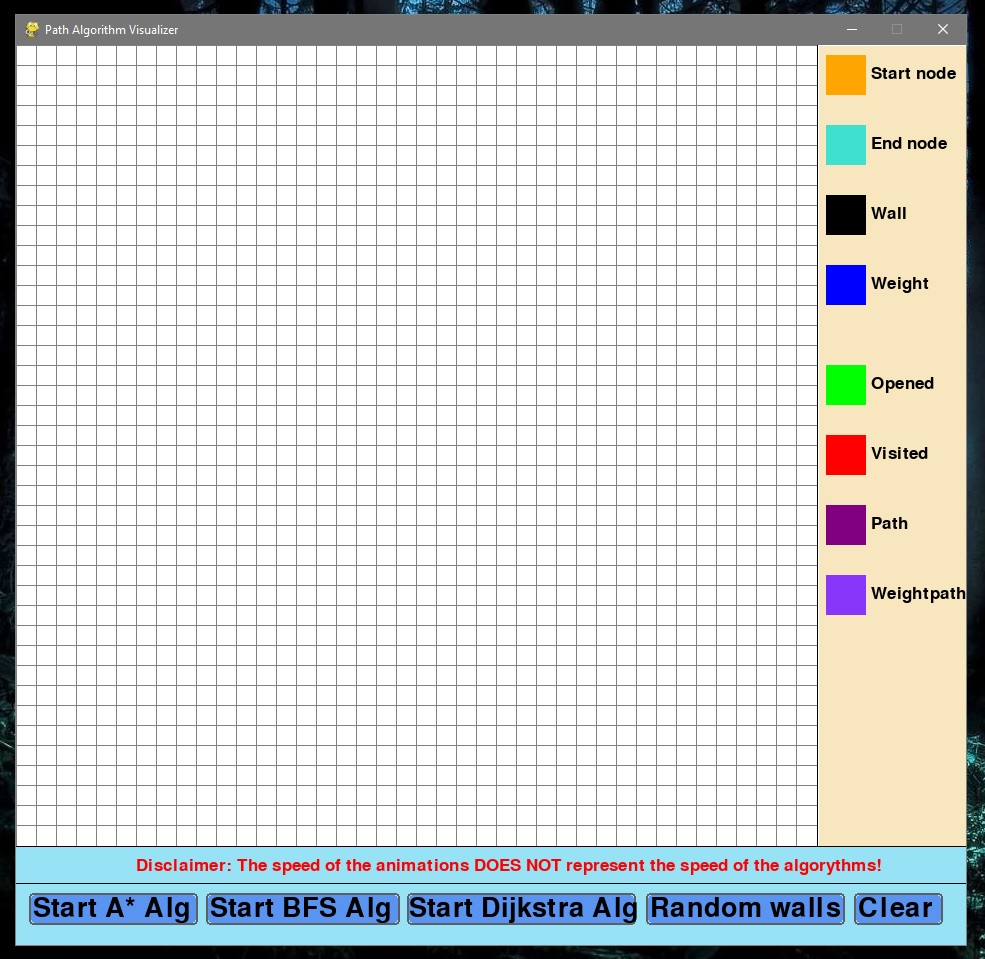 Path Algorithm Visualizer
Start node
End node
Wall
Weight
Opened
Visited
Path
Weightpath
Disclaimer: The speed of the animations DOES NOT represent the speed of the algorythms!
Start A* Alg
Start BFS Alg
Start Dijkstra Alg
Random walls
Clear